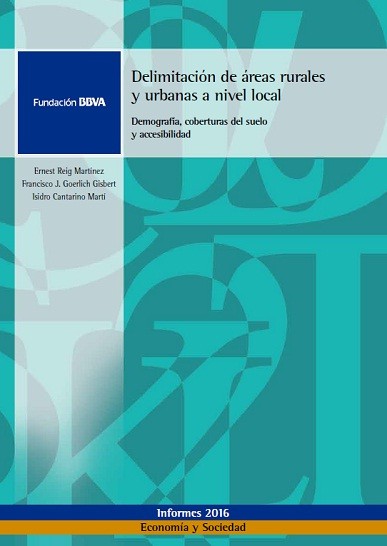 Fundación BBVA
Delimitación de áreas rurales
y urbanas a nivel local
Demografía, coberturas del suelo
y accesibilidad
Ernest Reig Martínez
Francisco J. Goerlich Gisbert
Isidro Cantarino Martí
Informes 2016
Economía y Sociedad